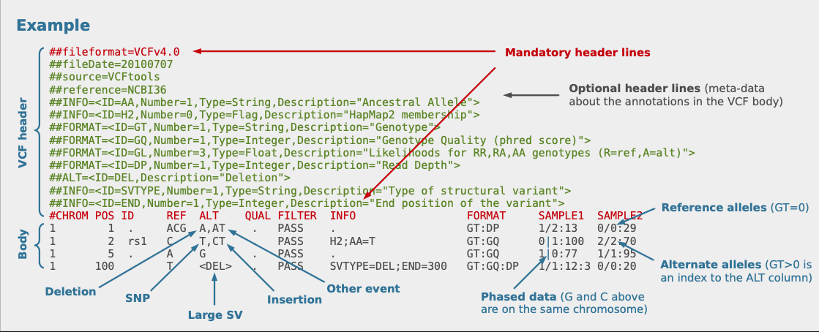 Example
##fileformat=VCFv4.0
Mandatory header lines
##fileDate=20100707
##source=VCFtools
##reference=NCBI36
Optional header lines (meta-data
about the annotations in the VCF body)
##INFO=<ID=AA,Number=1,Type=String,Description="Ancestral Allele">
##INFO=<ID=H2,Number=0,Type=Flag,Description="HapMap2 membership">
##FORMAT=<ID=GT,Number=1,Type=String,Description="Genotype">
##FORMAT=<ID=GQ,Number=1,Type=Integer,Description="Genotype Quality (phred score)">
##FORMAT=<ID=GL,Number=3,Type=Float,Description="Likelihoods for RR,RA,AA genotypes (R=ref,A=alt)">
##FORMAT=<ID=DP,Number=1,Type=Integer,Description="Read Depth">
##ALT=<ID=DEL,Description="Deletion">
##INFO=<ID=SVTYPE,Number=1,Type=String,Description="Type of structural variant">
##INFO=<ID=END,Number=1,Type=Integer,Description="End position of the variant">
VCF header
#CHROM POS ID REF ALT QUAL FILTER INFO FORMAT SAMPLE1 SAMPLE2
1 1 . ACG A,AT . PASS . GT:DP 1/2:13 0/0:29
1 2 rs1 C T,CT . PASS H2;AA=T GT:GQ 0|1:100 2/2:70
1 5 . A G . PASS . GT:GQ 1|0:77 1/1:95
1 100 T <DEL> . PASS SVTYPE=DEL;END=300 GT:GQ:DP 1/1:12:3 0/0:20
Body
Reference alleles (GT=0)
Alternate alleles (GT>0 is
an index to the ALT column)
Deletion
SNP
Large SV
Insertion
Other event
Phased data (G and C above
are on the same chromosome)